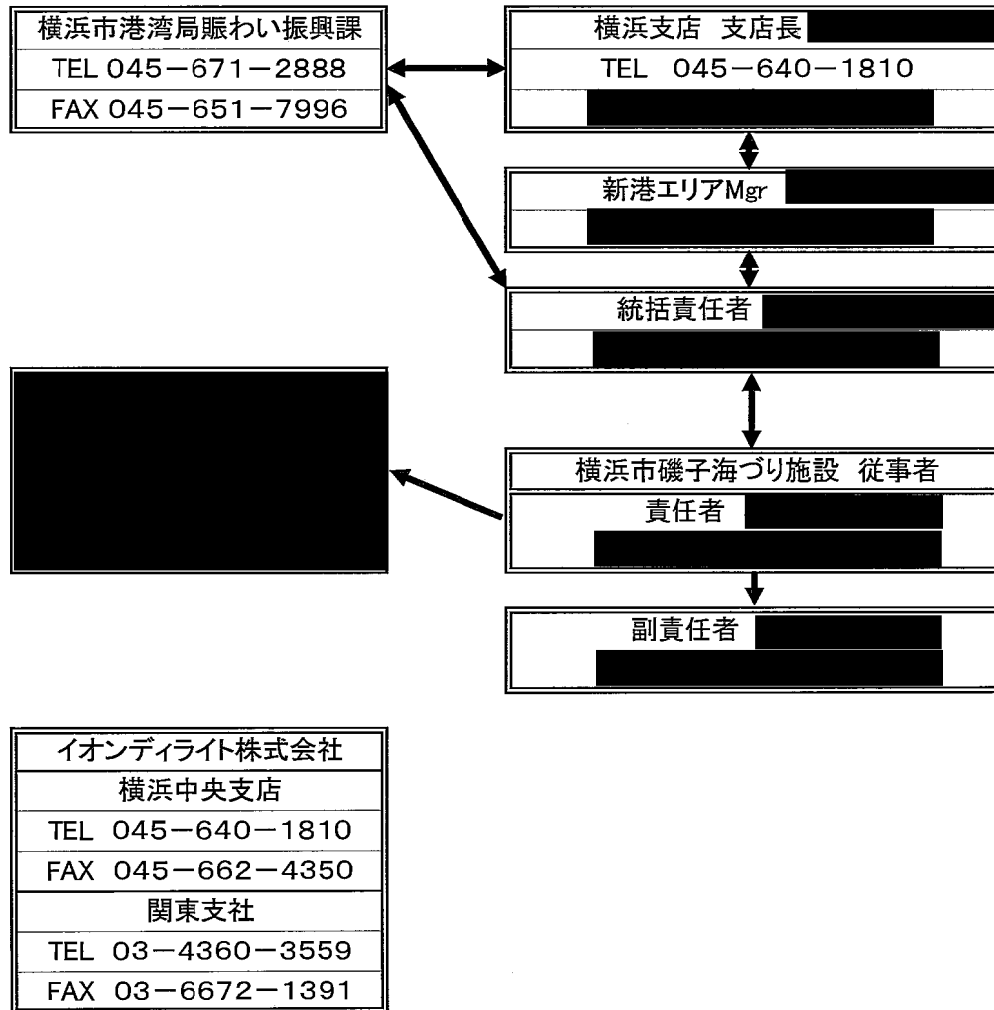 横浜市港湾局賑わい振興課
TEL 045-671-2888
FAX 045-651-7996
横浜支店 支店長
TEL 045-640-1810
新港エリアMgr
統括責任者
横浜市磯子海づり施設 従事者
責任者
副責任者
イオンディライト株式会社
横浜中央支店
TEL 045-640-1810
FAX 045-662-4350
関東支社
TEL 03-4360-3559
FAX 03-6672-1391